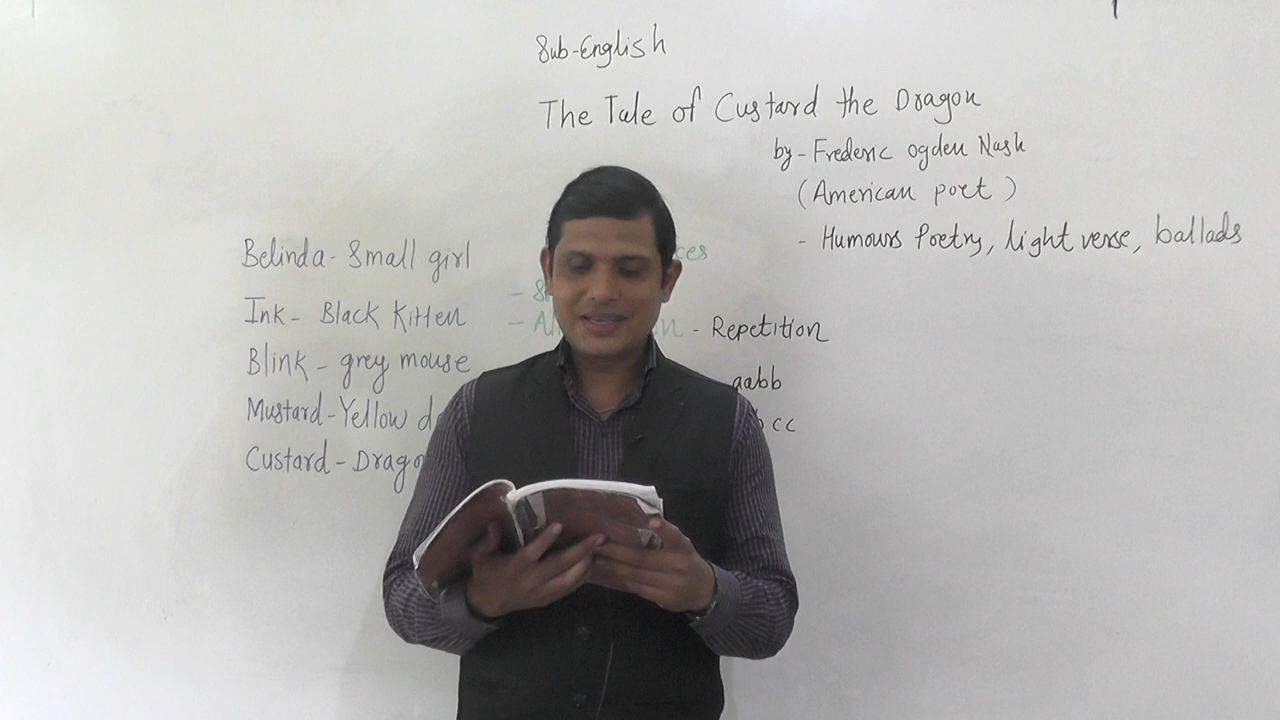 Sub-English
The Tale of Custard the Dragon
by- Frederic Ogden Nash
(American poet)
- Humours Poetry, light verse, ballads
Belinda- Small girl
Ink- Black Kitten
Blink- grey mouse
Mustard-Yellow
Custard-
- Repetition
aabb
cc